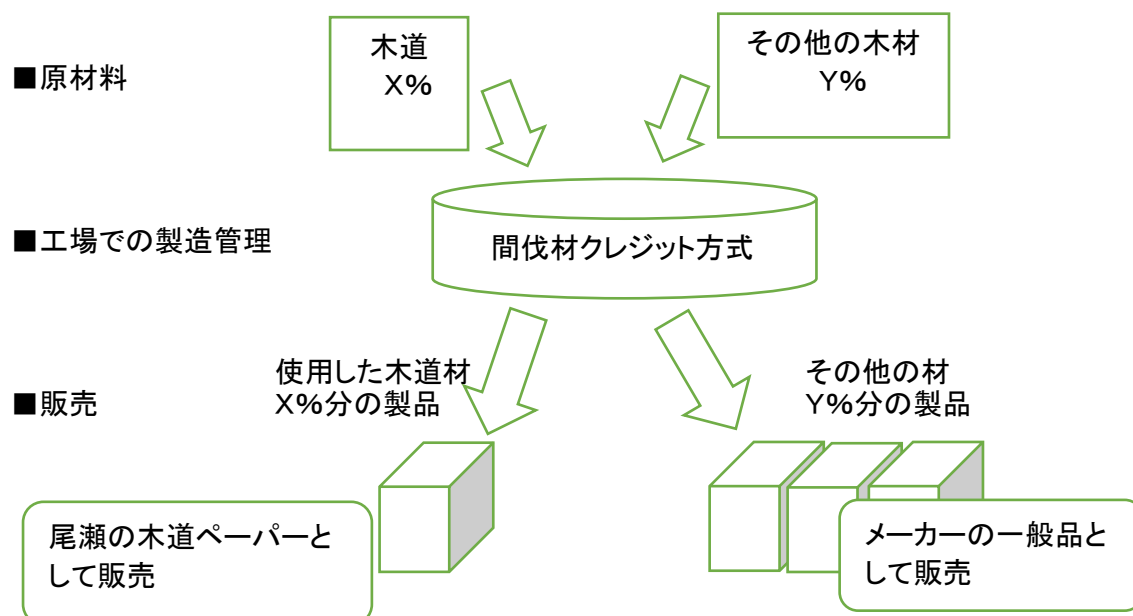 木道
X%
その他の木材
Y%
■原材料
■工場での製造管理
間伐材クレジット方式
■販売
使用した木道材
X%分の製品
その他の材
Y%分の製品
尾瀬の木道ペーパーと
して販売
メーカーの一般品と
して販売